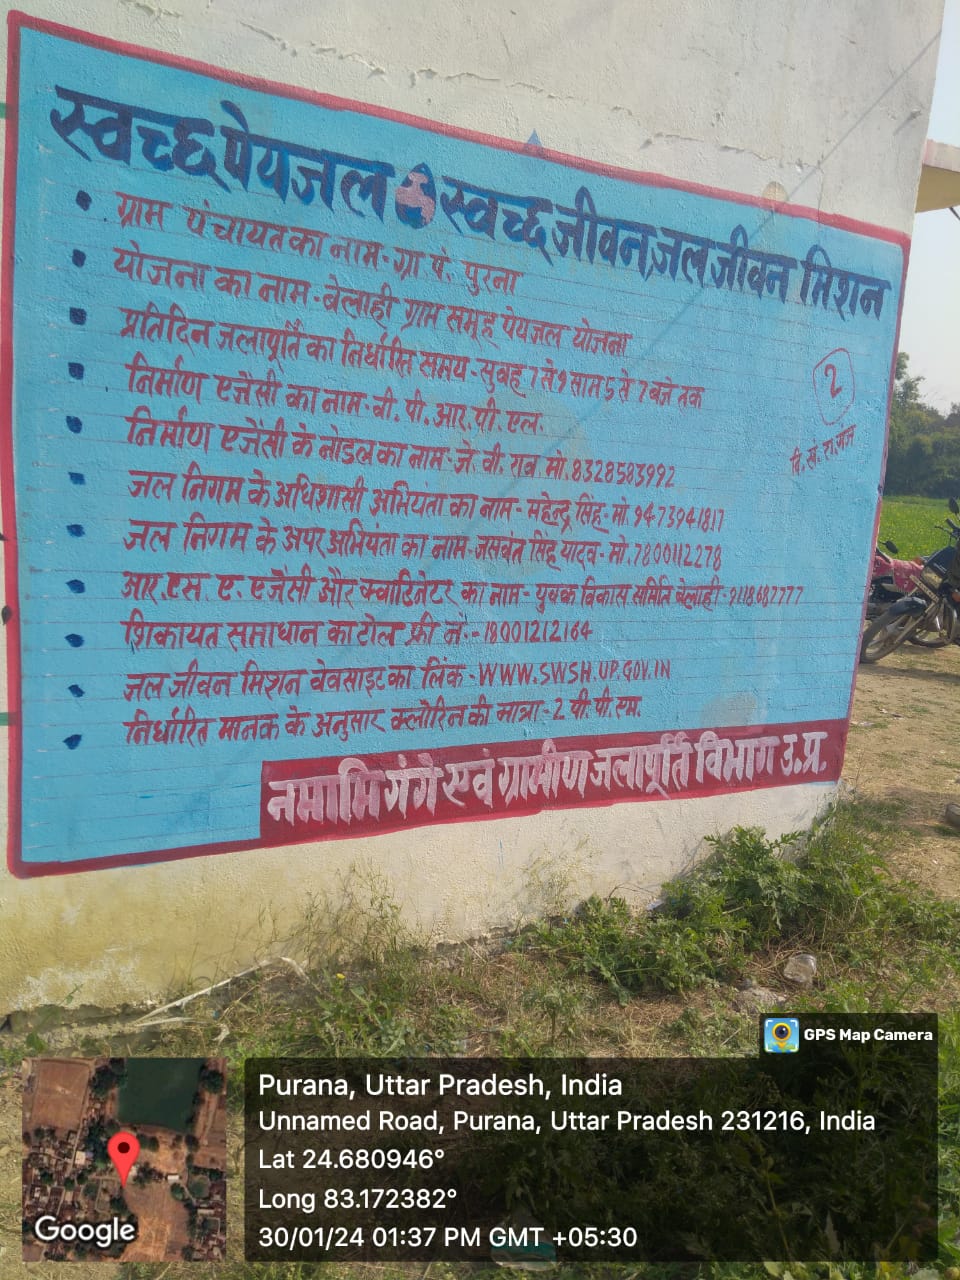 स्वच्छ पेयजल स्वच्छ जीवन, जल जीवन मिशन
ग्राम पंचायत का नाम - ग्रा. पं. पुरना
योजना का नाम - बेलाही ग्राम समूह पेयजल योजना
प्रतिदिन जलापूर्ति का निर्धारित समय - सुबह 7 से 9 साम 5 से 7 बजे तक
निर्माण एजेंसी का नाम - वी. पी. आर. पी. एल.
निर्माण एजेंसी के नोडल का नाम - जे. वी. राव मो. 8328583992
जल निगम के अधिशासी अभियंता का नाम - महेन्द्र सिंह - मो. 9473941817
जल निगम के अपर अभियंता का नाम - जसवंत सिंह यादव - मो. 7800112278
आर. एस. ए. एजेंसी और क्वाडिनेटर का नाम - युवक विकास समिति बेलाही - 9118687777
शिकायत समाधान का टोल फ्री नं. - 18001212164
जल जीवन मिशन वेवसाइट का लिंक - WWW.SWSH.UP.GOV.IN
निर्धारित मानक के अनुसार क्लोरिन की मात्रा - 2 पी. पी. एम.
2
वि. खं. रा. गंज
नमामि गंगे एवं ग्रामीण जलापूर्ति विभाग उ. प्र.
GPS Map Camera
Purana, Uttar Pradesh, India
Unnamed Road, Purana, Uttar Pradesh 231216, India
Lat 24.680946°
Long 83.172382°
30/01/24 01:37 PM GMT +05:30
Google